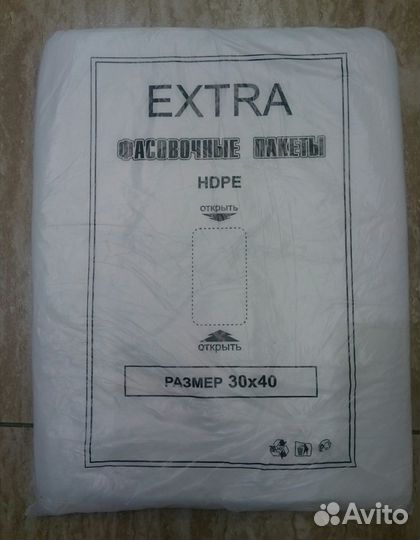 EXTRA
ФАСОВОЧНЫЕ ПАКЕТЫ
HDPE
открыть
открыть
РАЗМЕР 30х40
Avito